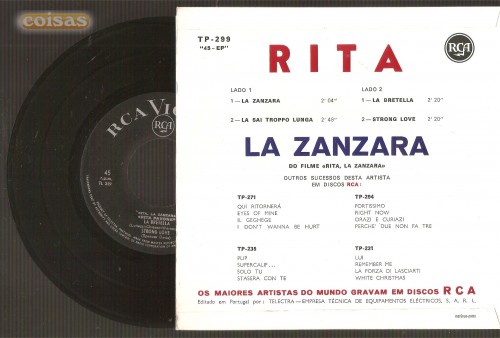 coisas
TP-299
"45-EP"
RITA
RCA
LADO 1
1—LA ZANZARA 2' 04"
2—LA SAI TROPPO LUNGA 2' 48"
LADO 2
1—LA BRETELLA 2' 20"
2—STRONG LOVE 2' 20"
LA ZANZARA
DO FILME «RITA, LA ZANZARA»
OUTROS SUCESSOS DESTA ARTISTA
EM DISCOS RCA:
TP-271
QUI RITORNERÁ
EYES OF MINE
IL GEGHEGE
I DON'T WANNA BE HURT
TP-294
FORTISSIMO
RIGHT NOW
ORAZI E CURIAZI
PERCHE' DUE NON FA TRE
TP-238
FLIP
SUPERCALIF...
SOLO TU
STASERA CON TE
TP-231
LUI
REMEMBER ME
LA FORZA DI LASCIARTI
WHITE CHRISTMAS
OS MAIORES ARTISTAS DO MUNDO GRAVAM EM DISCOS RCA
Editado em Portugal por: TELECTRA—EMPRESA TÉCNICA DE EQUIPAMENTOS ELÉCTRICOS, S. A. R. L.
RCA VIC
RCA
45
LA BRETELLA
STRONG LOVE